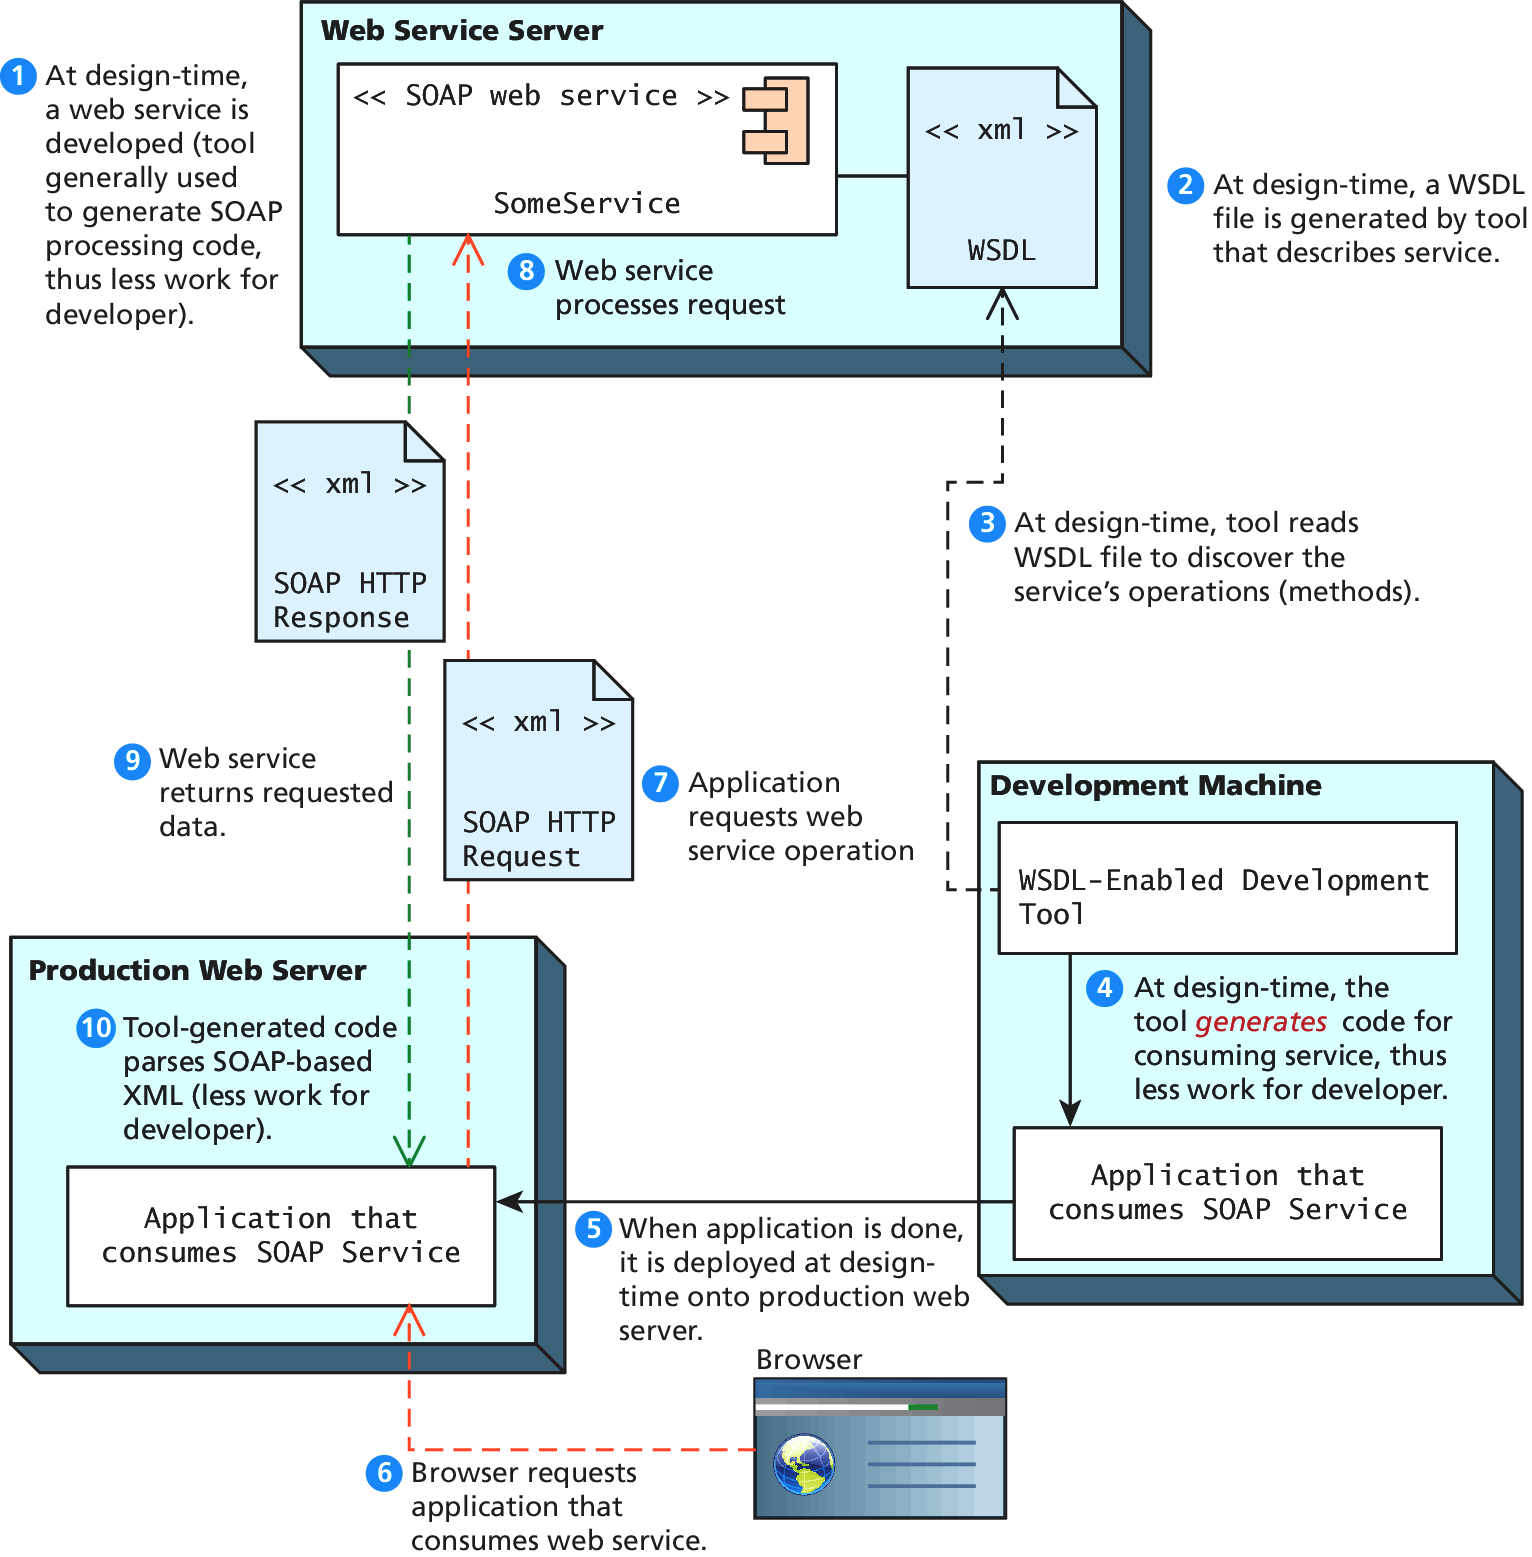 Web Service Server
1 At design-time,
a web service is
developed (tool
generally used
to generate SOAP
processing code,
thus less work for
developer).
<< SOAP web service >>
SomeService
<< xml >>
WSDL
2 At design-time, a WSDL
file is generated by tool
that describes service.
8 Web service
processes request
<< xml >>
SOAP HTTP
Response
3 At design-time, tool reads
WSDL file to discover the
service’s operations (methods).
<< xml >>
SOAP HTTP
Request
9 Web service
returns requested
data.
7 Application
requests web
service operation
Development Machine
WSDL-Enabled Development
Tool
4 At design-time, the
tool generates code for
consuming service, thus
less work for developer.
Application that
consumes SOAP Service
Production Web Server
10 Tool-generated code
parses SOAP-based
XML (less work for
developer).
Application that
consumes SOAP Service
5 When application is done,
it is deployed at design-
time onto production web
server.
Browser
6 Browser requests
application that
consumes web service.